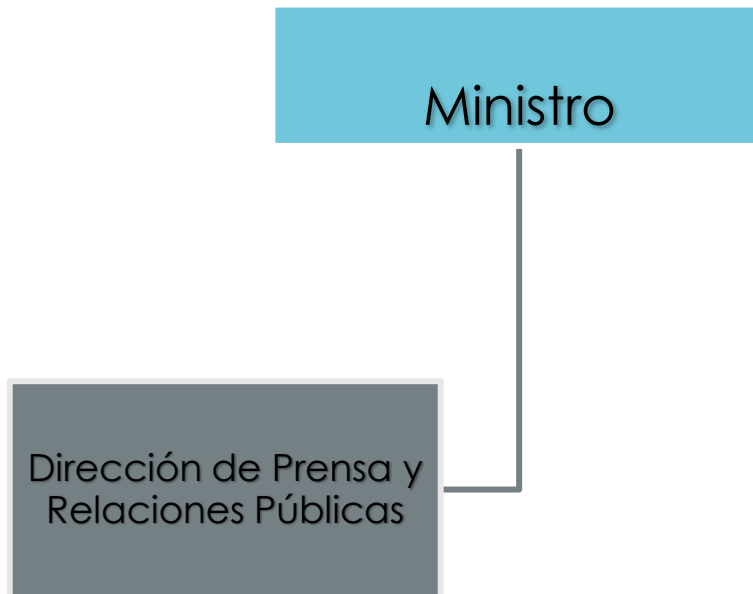 Ministro
Dirección de Prensa y
Relaciones Públicas